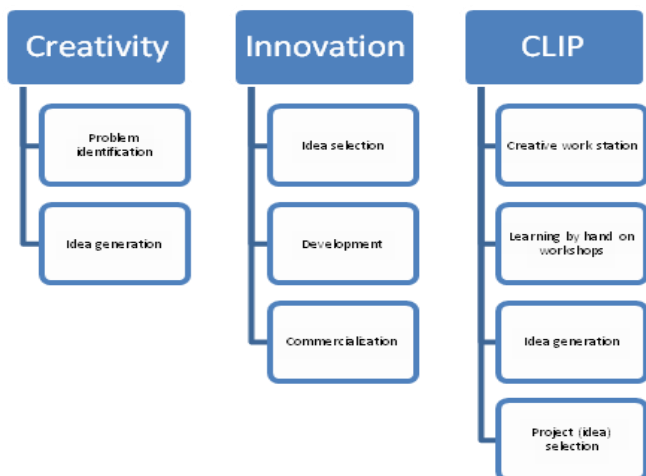 Creativity
Problem
identification
Idea generation
Innovation
Idea selection
Development
Commercialization
CLIP
Creative work station
Learning by hand on
workshops
Idea generation
Project (idea)
selection